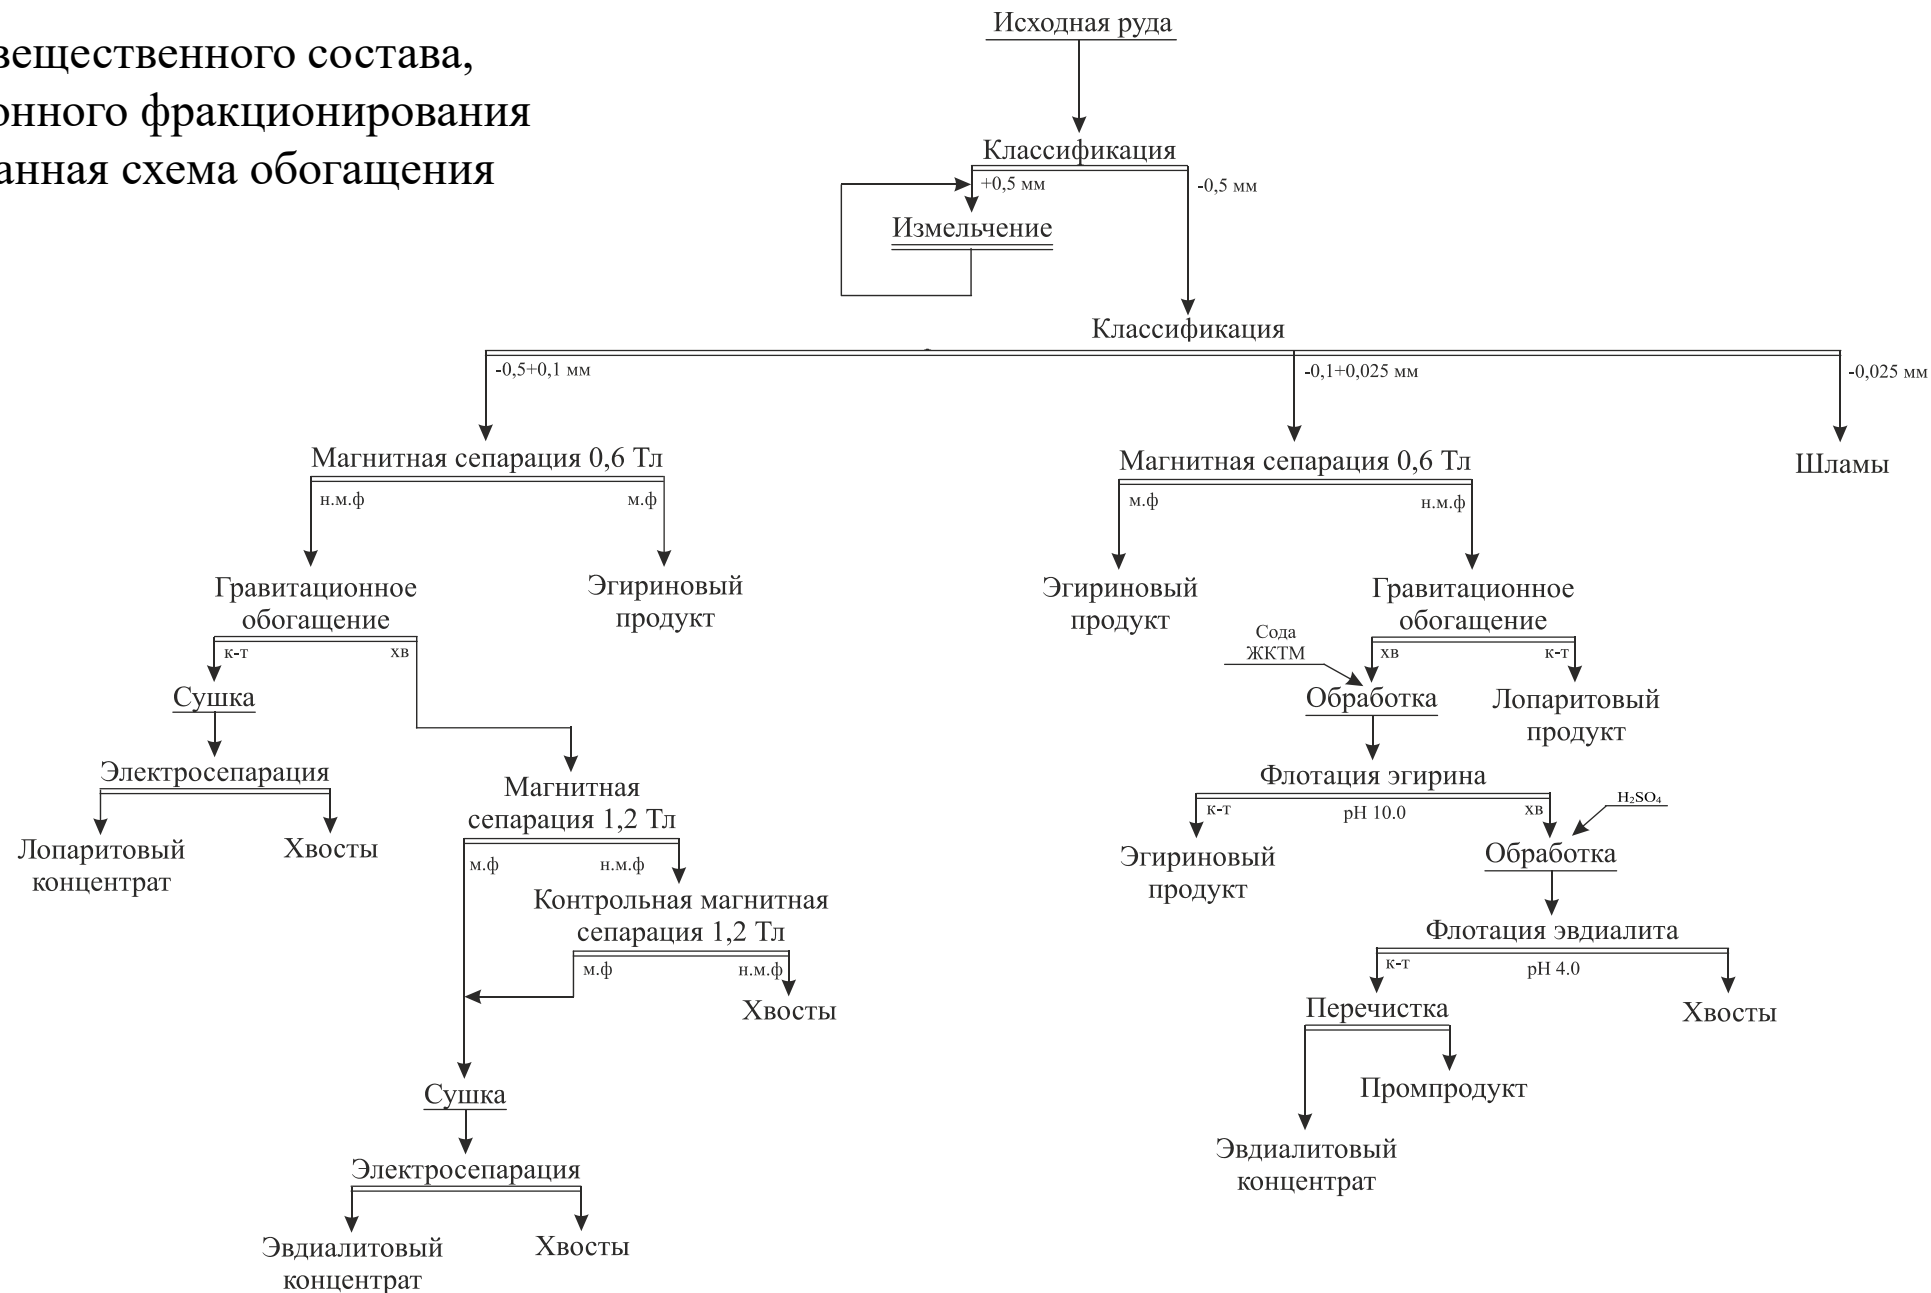 вещественного состава,
онного фракционирования
анная схема обогащения
Исходная руда
Классификация
+0,5 мм
-0,5 мм
Измельчение
Классификация
-0,5+0,1 мм
-0,1+0,025 мм
-0,025 мм
Магнитная сепарация 0,6 Тл
н.м.ф
м.ф
Магнитная сепарация 0,6 Тл
м.ф
н.м.ф
Шламы
Гравитационное
обогащение
к-т
хв
Эгириновый
продукт
Эгириновый
продукт
Гравитационное
обогащение
хв
к-т
Сода
ЖКТМ
Сушка
Обработка
Лопаритовый
продукт
Электросепарация
Лопаритовый
концентрат
Хвосты
Магнитная
сепарация 1,2 Тл
м.ф
н.м.ф
Флотация эгирина
к-т
pH 10.0
хв
H₂SO₄
Эгириновый
продукт
Обработка
Контрольная магнитная
сепарация 1,2 Тл
м.ф
н.м.ф
Хвосты
Флотация эвдиалита
к-т
pH 4.0
Перечистка
Хвосты
Промпродукт
Эвдиалитовый
концентрат
Сушка
Электросепарация
Эвдиалитовый
концентрат
Хвосты